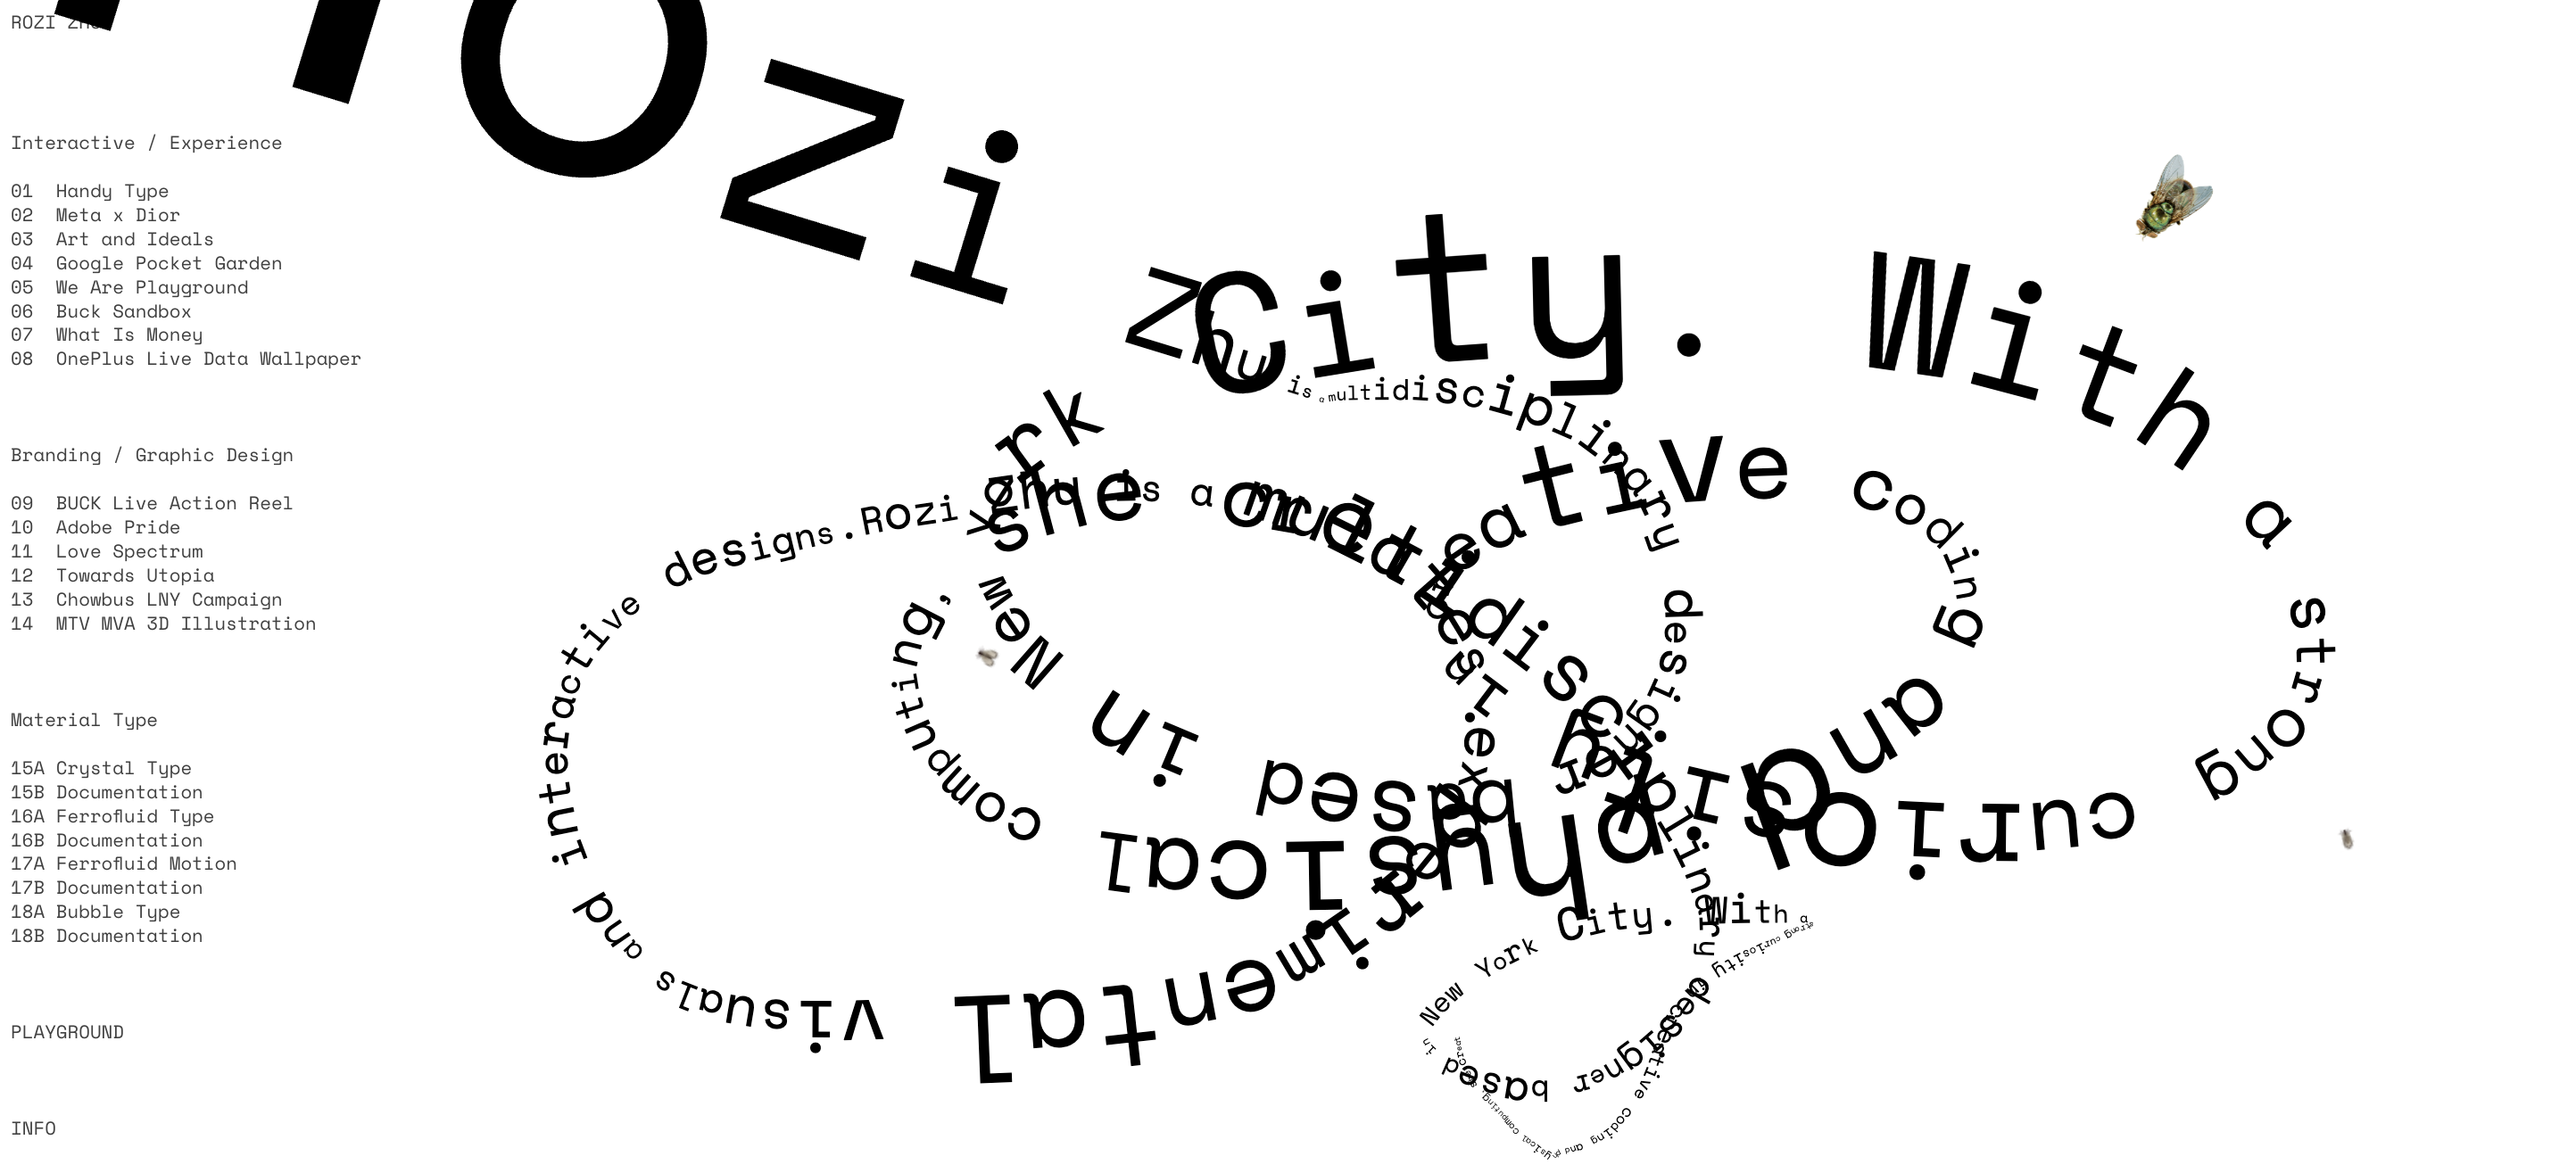 ROZI
Interactive / Experience
01 Handy Type
02 Meta x Dior
03 Art and Ideals
04 Google Pocket Garden
05 We Are Playground
06 Buck Sandbox
07 What Is Money
08 OnePlus Live Data Wallpaper
Branding / Graphic Design
09 BUCK Live Action Reel
10 Adobe Pride
11 Love Spectrum
12 Towards Utopia
13 Chowbus LNY Campaign
14 MTV MVA 3D Illustration
Material Type
15A Crystal Type
15B Documentation
16A Ferrofluid Type
16B Documentation
17A Ferrofluid Motion
17B Documentation
18A Bubble Type
18B Documentation
PLAYGROUND
INFO
rozi zhu is a multidisciplinary designer based in New York City. With a strong curiosity
she creates experimental visuals and interactive designs.Rozi zhu is a multidisciplinery designer based in New York City. With a strong curiosity in creative coding and physical computing,
creative coding and physical computing,